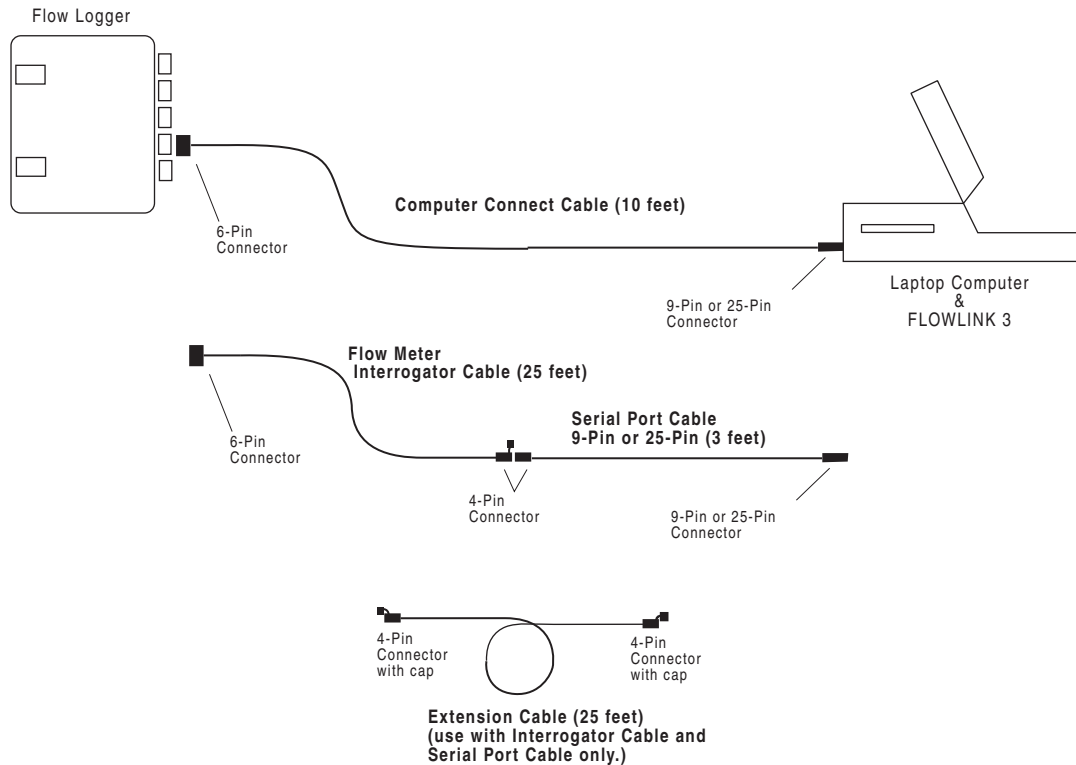 Flow Logger
6-Pin
Connector
Computer Connect Cable (10 feet)
9-Pin or 25-Pin
Connector
Laptop Computer
&
FLOWLINK 3
Flow Meter
Interrogator Cable (25 feet)
6-Pin
Connector
Serial Port Cable
9-Pin or 25-Pin (3 feet)
4-Pin
Connector
9-Pin or 25-Pin
Connector
4-Pin
Connector
with cap
4-Pin
Connector
with cap
Extension Cable (25 feet)
(use with Interrogator Cable and
Serial Port Cable only.)